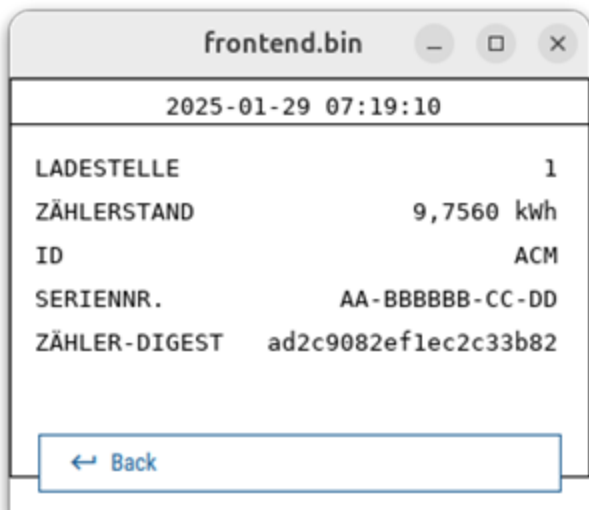 frontend.bin
2025-01-29 07:19:10
LADESTELLE 1
ZÄHLERSTAND 9,7560 kWh
ID ACM
SERIENNR. AA-BBBBBB-CC-DD
ZÄHLER-DIGEST ad2c9082ef1ec2c33b82
Back